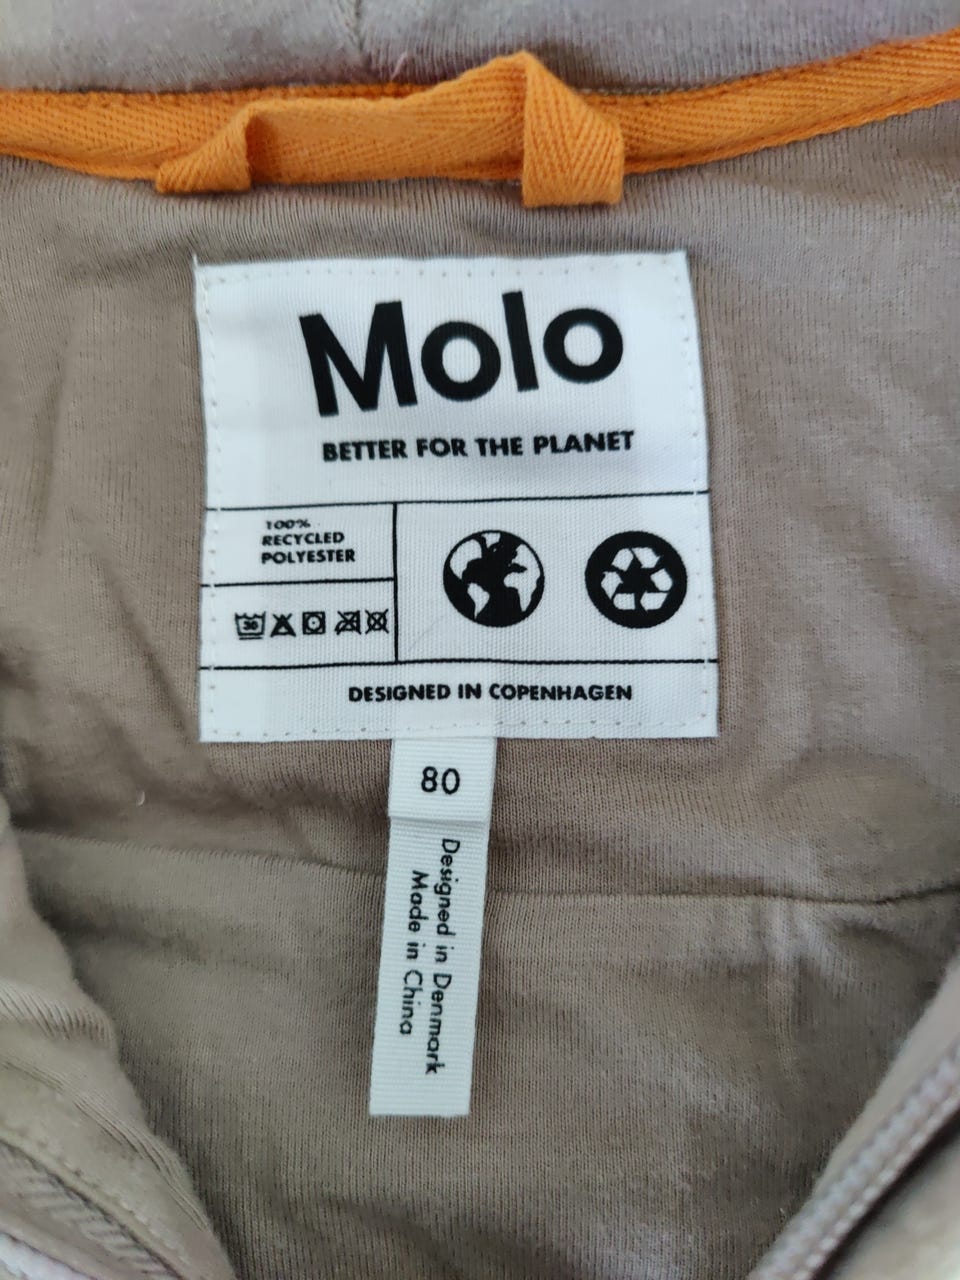 Molo
BETTER FOR THE PLANET
100%
RECYCLED
POLYESTER
30
DESIGNED IN COPENHAGEN
80
Designed in Denmark
Made in China